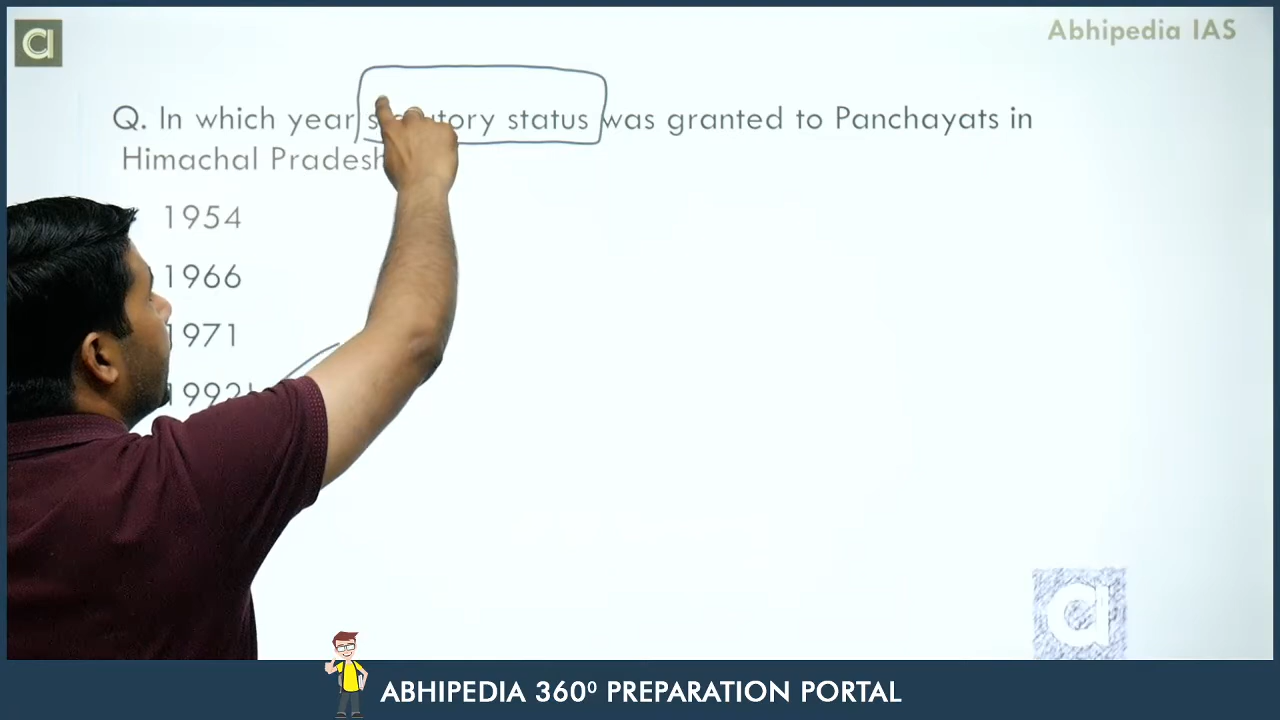 a
Abhipedia IAS
Q. In which year status was granted to Panchayats in
Himachal Pradesh
1954
1966
1971
1992
a
ABHIPEDIA 360⁰ PREPARATION PORTAL